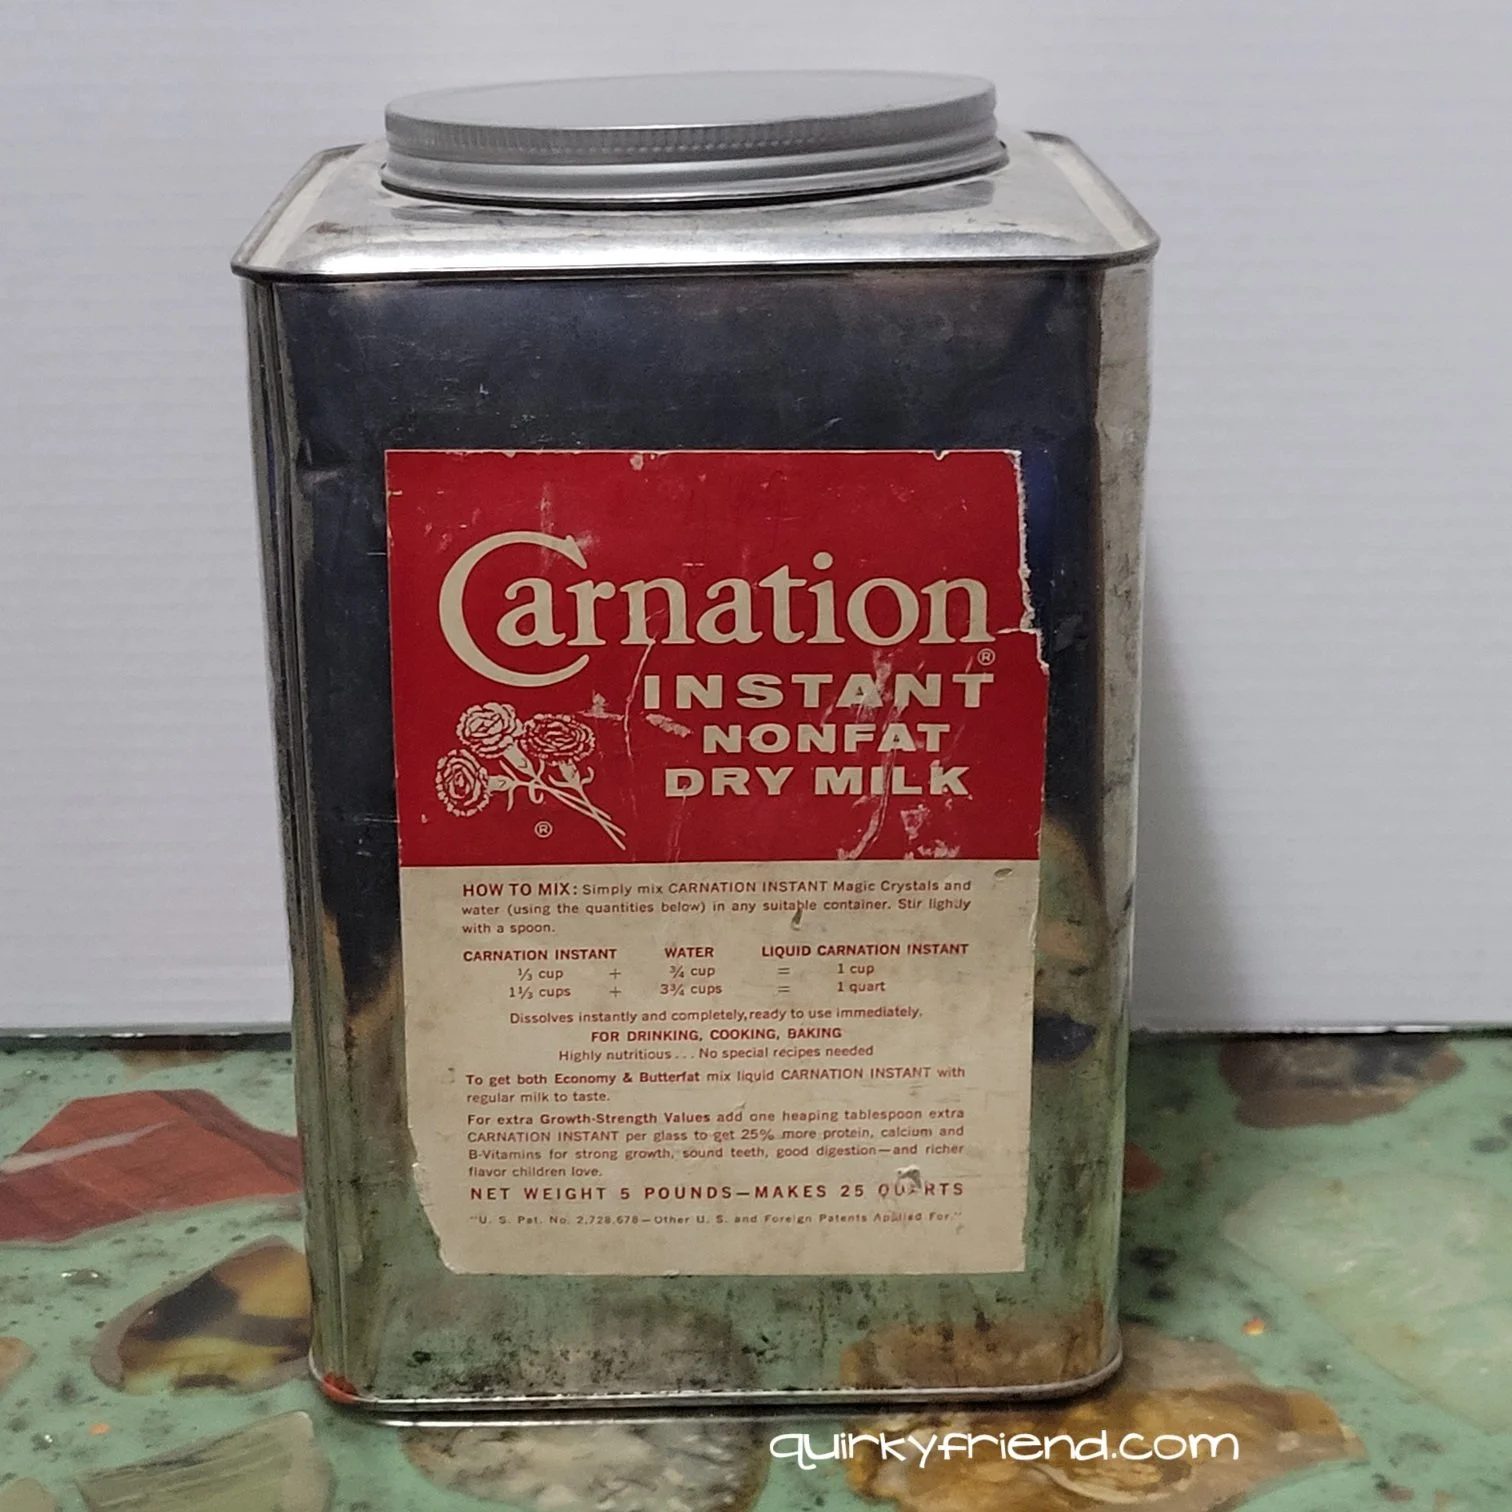 Carnation®
INSTANT
NONFAT
DRY MILK
®
HOW TO MIX: Simply mix CARNATION INSTANT Magic Crystals and
water (using the quantities below) in any suitable container. Stir lightly
with a spoon.
CARNATION INSTANT WATER LIQUID CARNATION INSTANT
⅓ cup + ¾ cup = 1 cup
1⅓ cups + 3¾ cups = 1 quart
Dissolves instantly and completely, ready to use immediately.
FOR DRINKING, COOKING, BAKING
Highly nutritious . . . No special recipes needed
To get both Economy & Butterfat mix liquid CARNATION INSTANT with
regular milk to taste.
For extra Growth-Strength Values add one heaping tablespoon extra
CARNATION INSTANT per glass to get 25% more protein, calcium and
B-Vitamins for strong growth, sound teeth, good digestion—and richer
flavor children love.
NET WEIGHT 5 POUNDS—MAKES 25 QUARTS
"U. S. Pat. No. 2,728,678—Other U. S. and Foreign Patents Applied For."
quirkyfriend.com